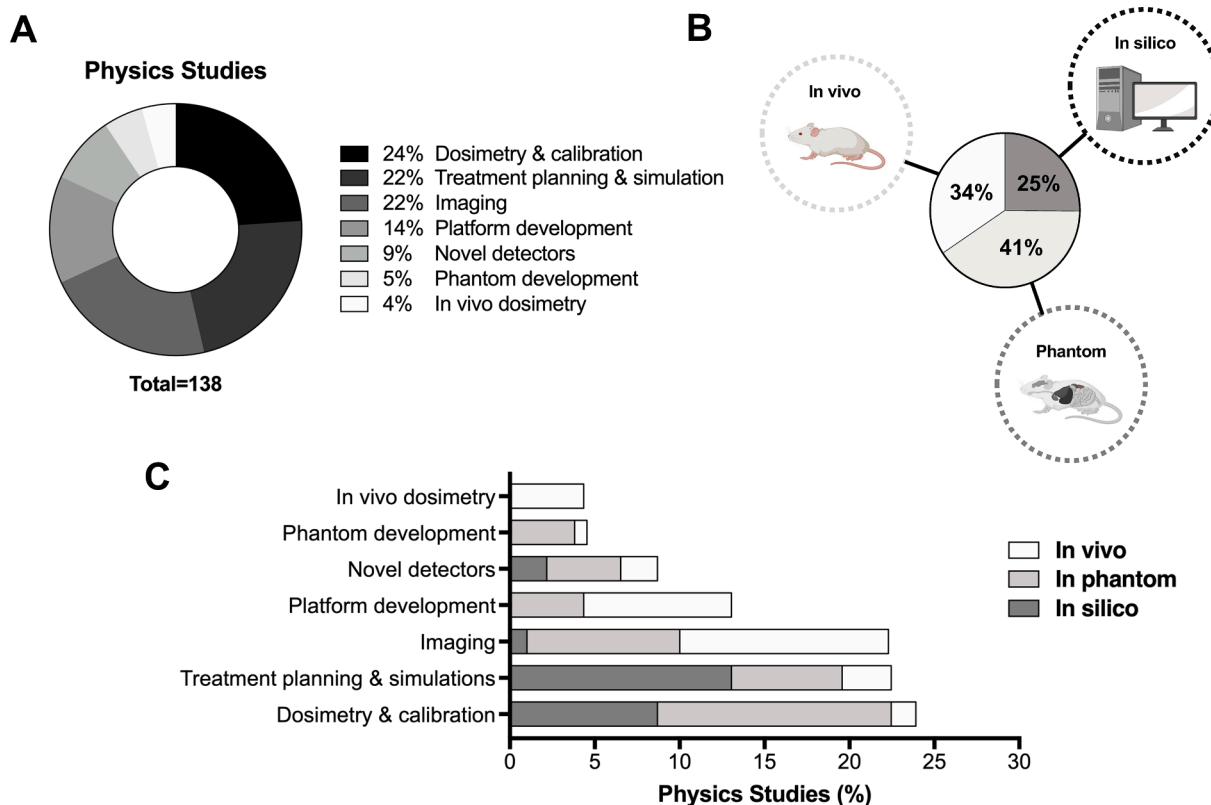 A
Physics Studies
24% Dosimetry & calibration
22% Treatment planning & simulation
22% Imaging
14% Platform development
9% Novel detectors
5% Phantom development
4% In vivo dosimetry
Total=138
B
In silico
In vivo
34%
25%
41%
Phantom
C
In vivo dosimetry
Phantom development
Novel detectors
Platform development
Imaging
Treatment planning & simulations
Dosimetry & calibration
In vivo
In phantom
In silico
0 5 10 15 20 25 30
Physics Studies (%)